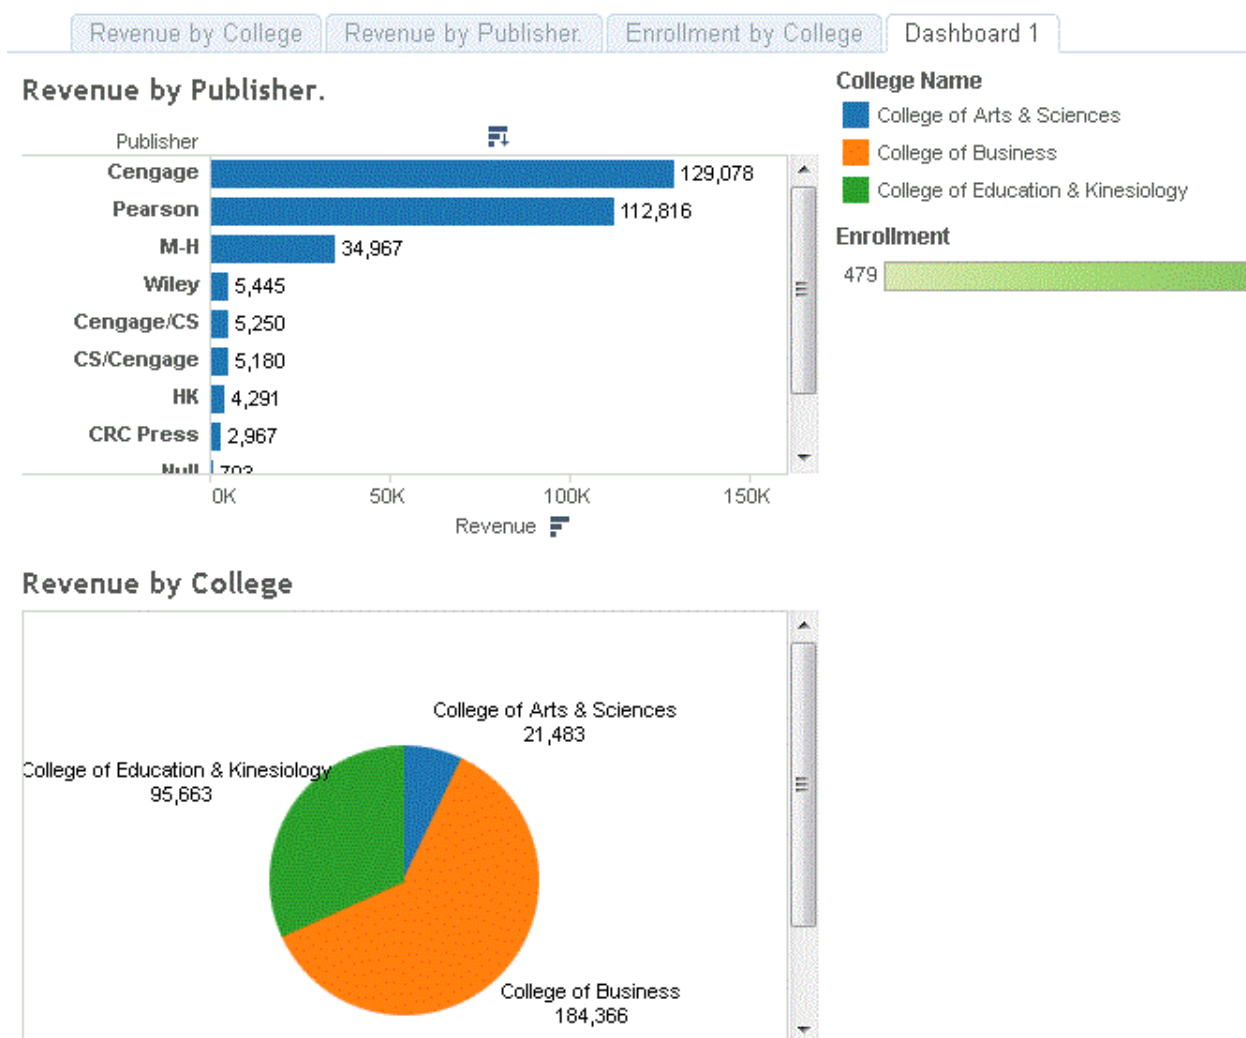 Revenue by College
Revenue by Publisher.
Enrollment by College
Dashboard 1
Revenue by Publisher.
Publisher
Cengage 129,078
Pearson 112,816
M-H 34,967
Wiley 5,445
Cengage/CS 5,250
CS/Cengage 5,180
HK 4,291
CRC Press 2,967
Null 703
0K 50K 100K 150K
Revenue
College Name
College of Arts & Sciences
College of Business
College of Education & Kinesiology
Enrollment
479
Revenue by College
College of Arts & Sciences
21,483
College of Education & Kinesiology
95,663
College of Business
184,366